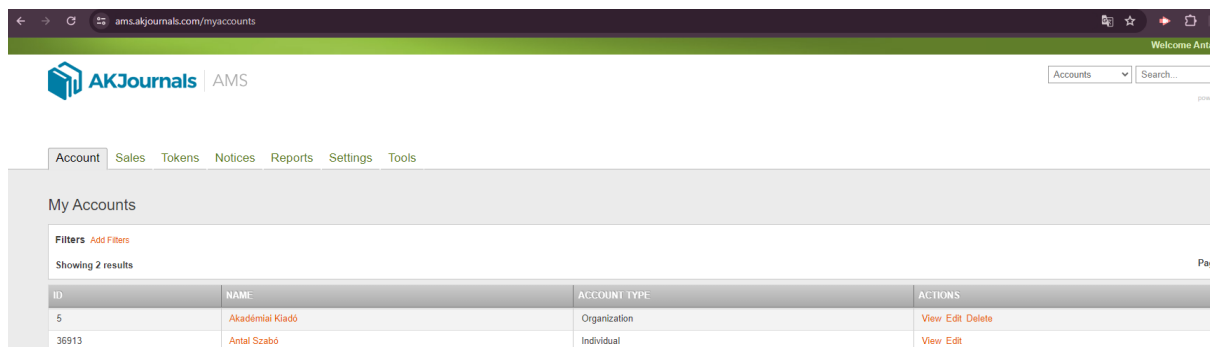 ams.akjournals.com/myaccounts
Welcome
AKJournals AMS
Accounts Search...
Account Sales Tokens Notices Reports Settings Tools
My Accounts
Filters Add Filters
Showing 2 results
ID NAME ACCOUNT TYPE ACTIONS
5 Akadémiai Kiadó Organization View Edit Delete
36913 Antal Szabó Individual View Edit